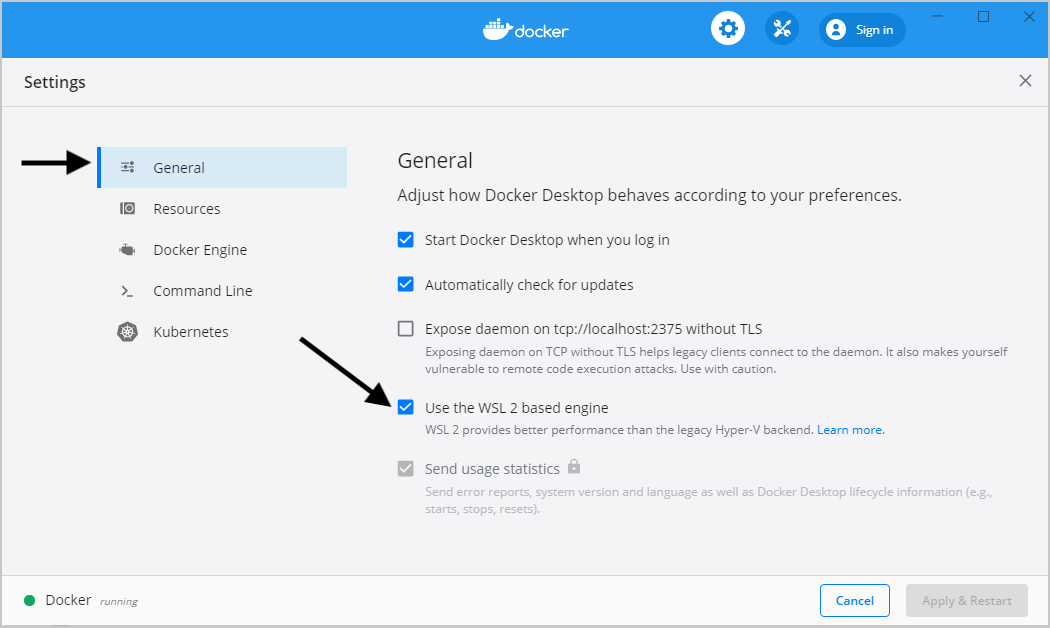 docker
Sign in
Settings
General
Resources
Docker Engine
Command Line
Kubernetes
General
Adjust how Docker Desktop behaves according to your preferences.
Start Docker Desktop when you log in
Automatically check for updates
Expose daemon on tcp://localhost:2375 without TLS
Exposing daemon on TCP without TLS helps legacy clients connect to the daemon. It also makes yourself
vulnerable to remote code execution attacks. Use with caution.
Use the WSL 2 based engine
WSL 2 provides better performance than the legacy Hyper-V backend. Learn more.
Send usage statistics
Send error reports, system version and language as well as Docker Desktop lifecycle information (e.g.,
starts, stops, resets).
Docker running
Cancel
Apply & Restart